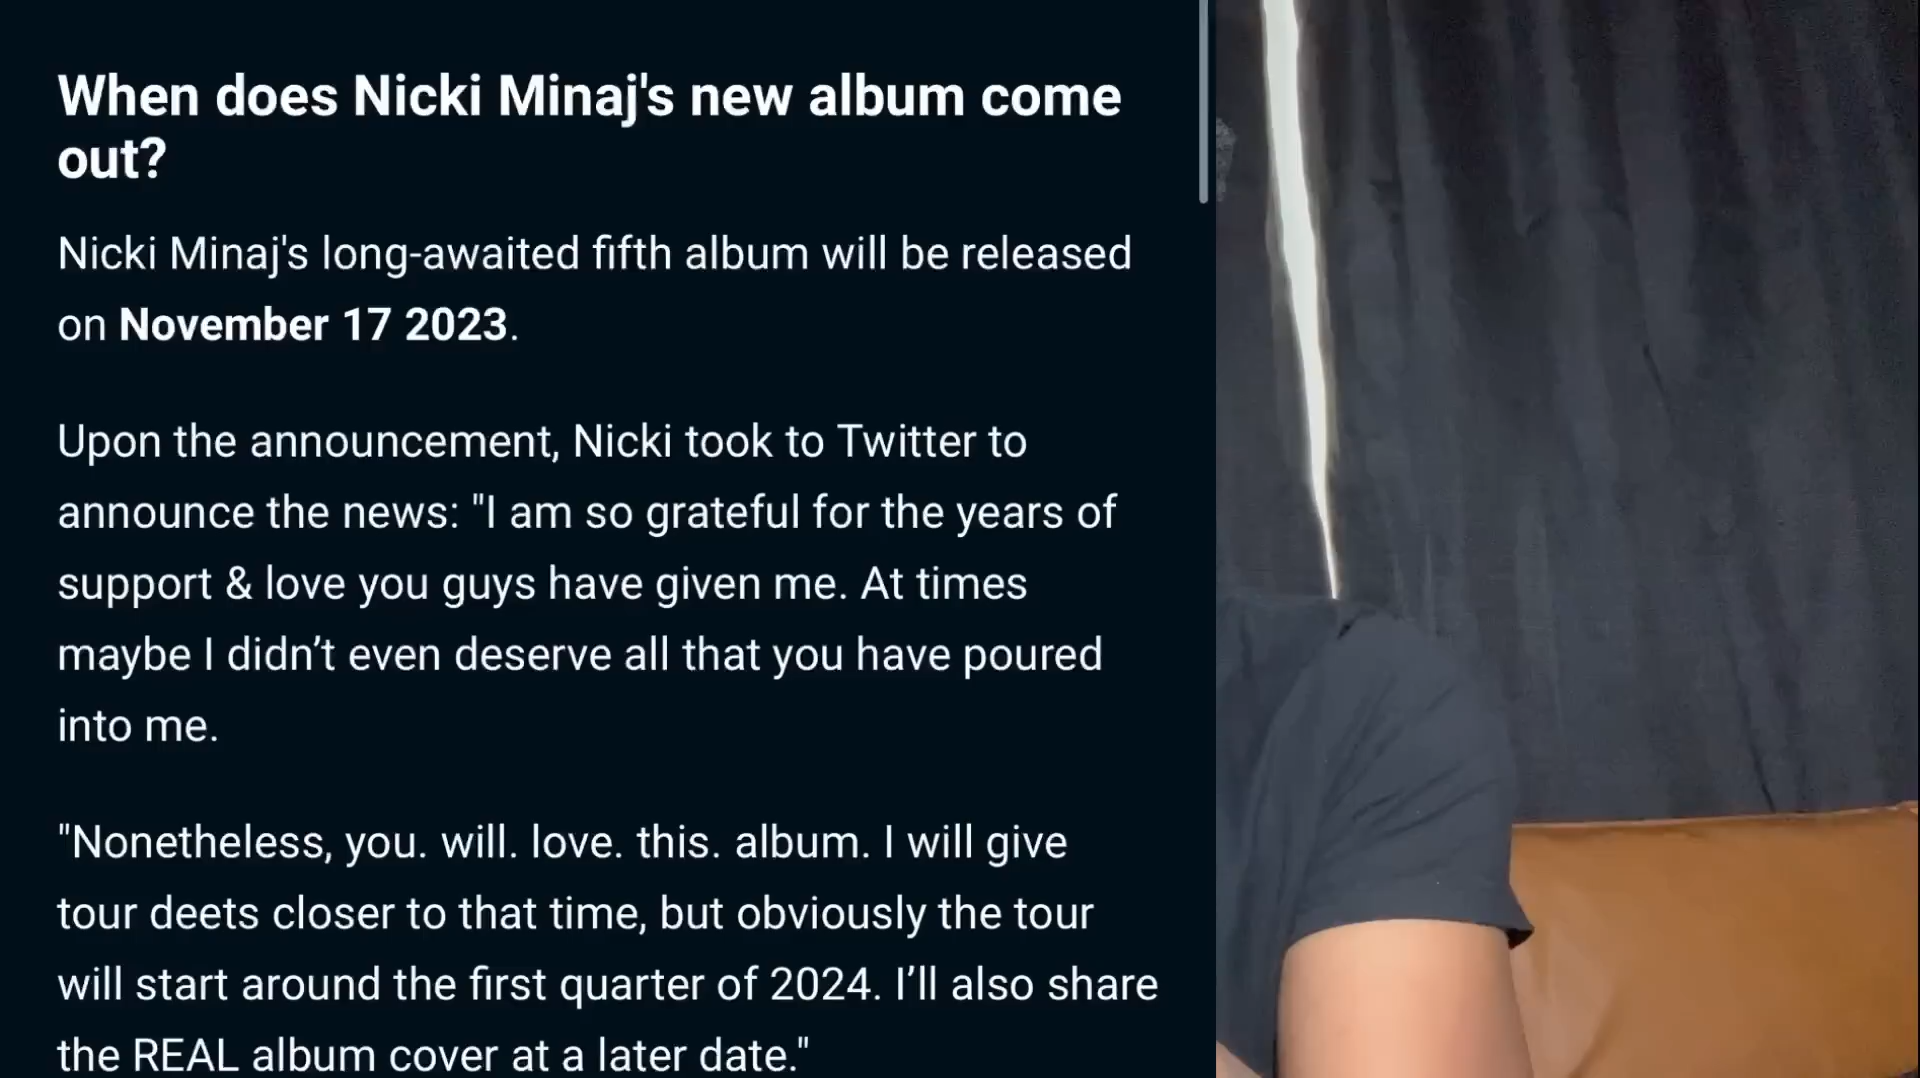 When does Nicki Minaj's new album come
out?
Nicki Minaj's long-awaited fifth album will be released
on November 17 2023.
Upon the announcement, Nicki took to Twitter to
announce the news: "I am so grateful for the years of
support & love you guys have given me. At times
maybe I didn’t even deserve all that you have poured
into me.
"Nonetheless, you. will. love. this. album. I will give
tour deets closer to that time, but obviously the tour
will start around the first quarter of 2024. I’ll also share
the REAL album cover at a later date."